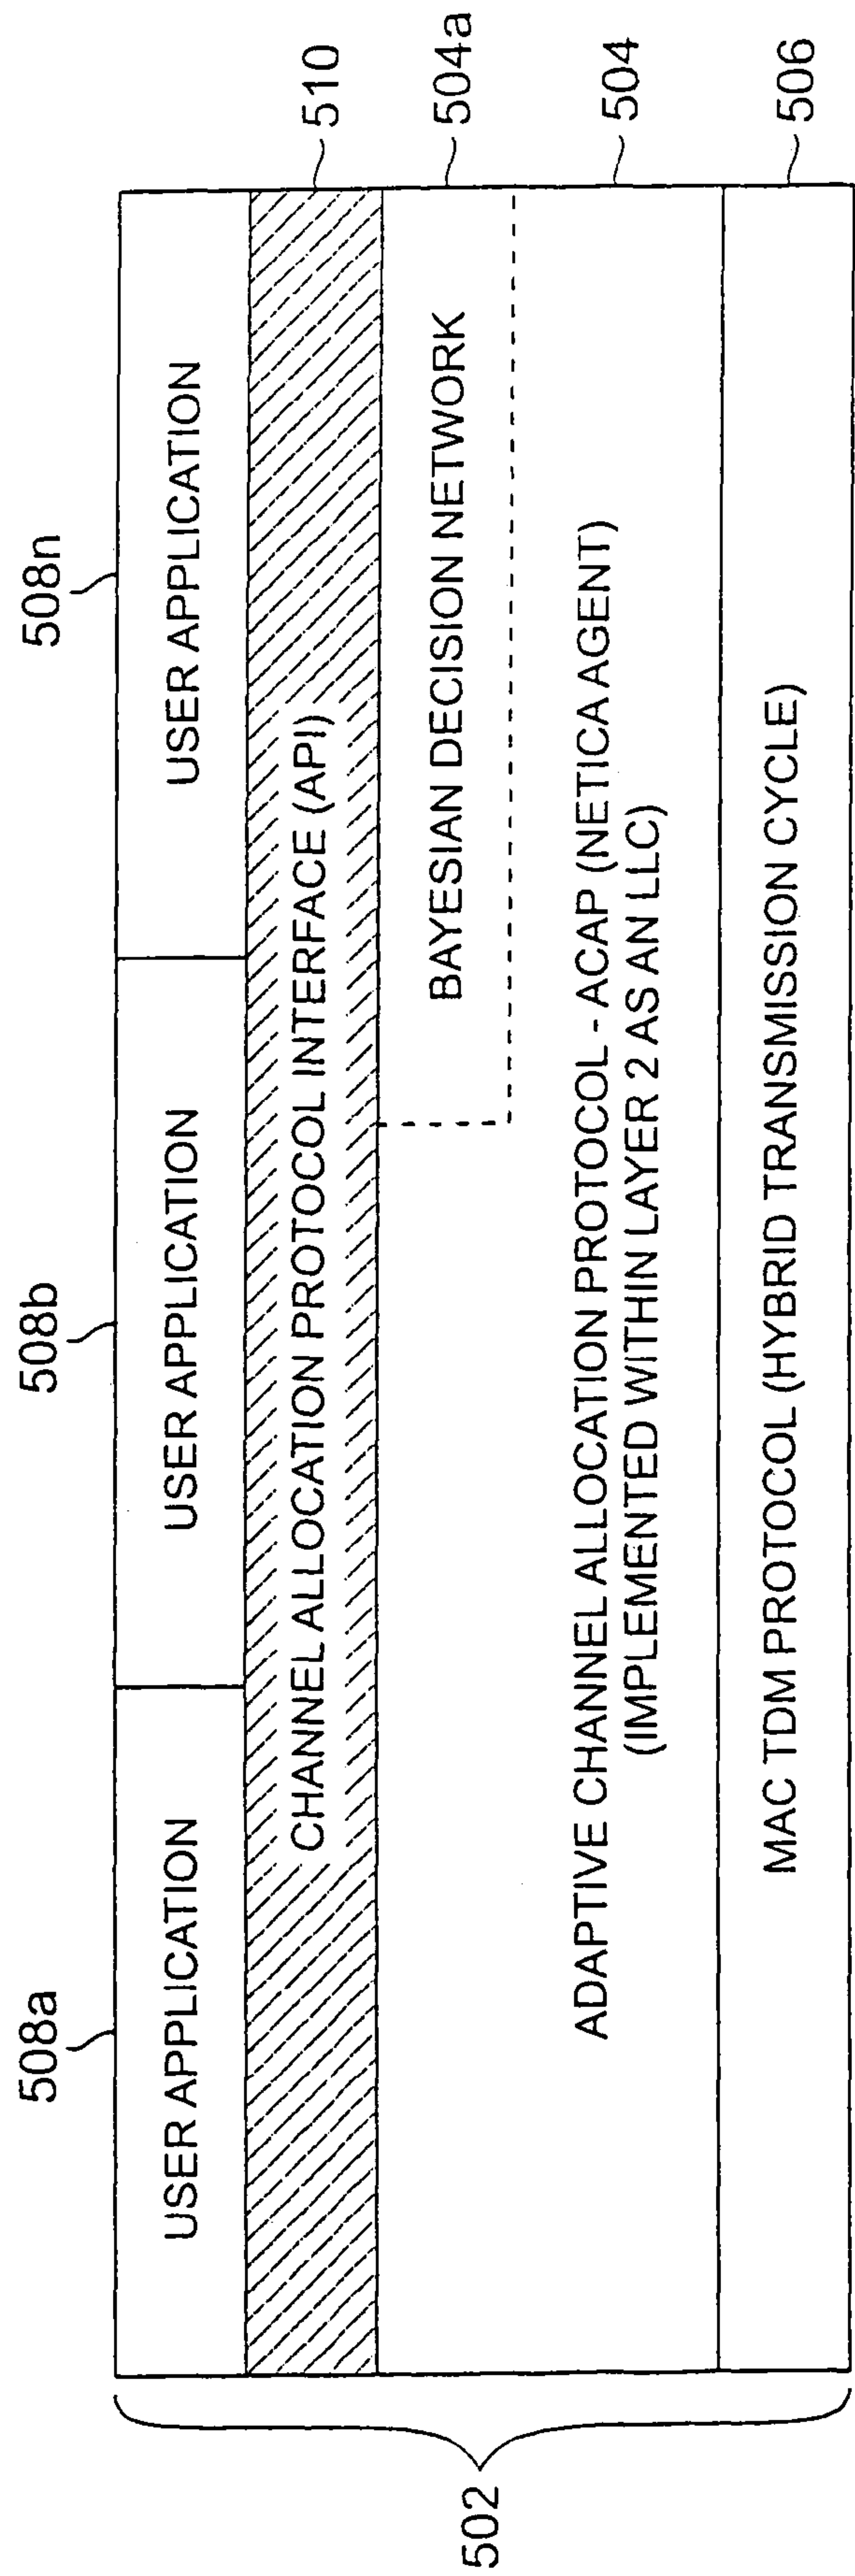 508a
508b
508n
USER APPLICATION
USER APPLICATION
USER APPLICATION
CHANNEL ALLOCATION PROTOCOL INTERFACE (API)
510
BAYESIAN DECISION NETWORK
504a
ADAPTIVE CHANNEL ALLOCATION PROTOCOL - ACAP (NETICA AGENT)
(IMPLEMENTED WITHIN LAYER 2 AS AN LLC)
504
MAC TDM PROTOCOL (HYBRID TRANSMISSION CYCLE)
506
502